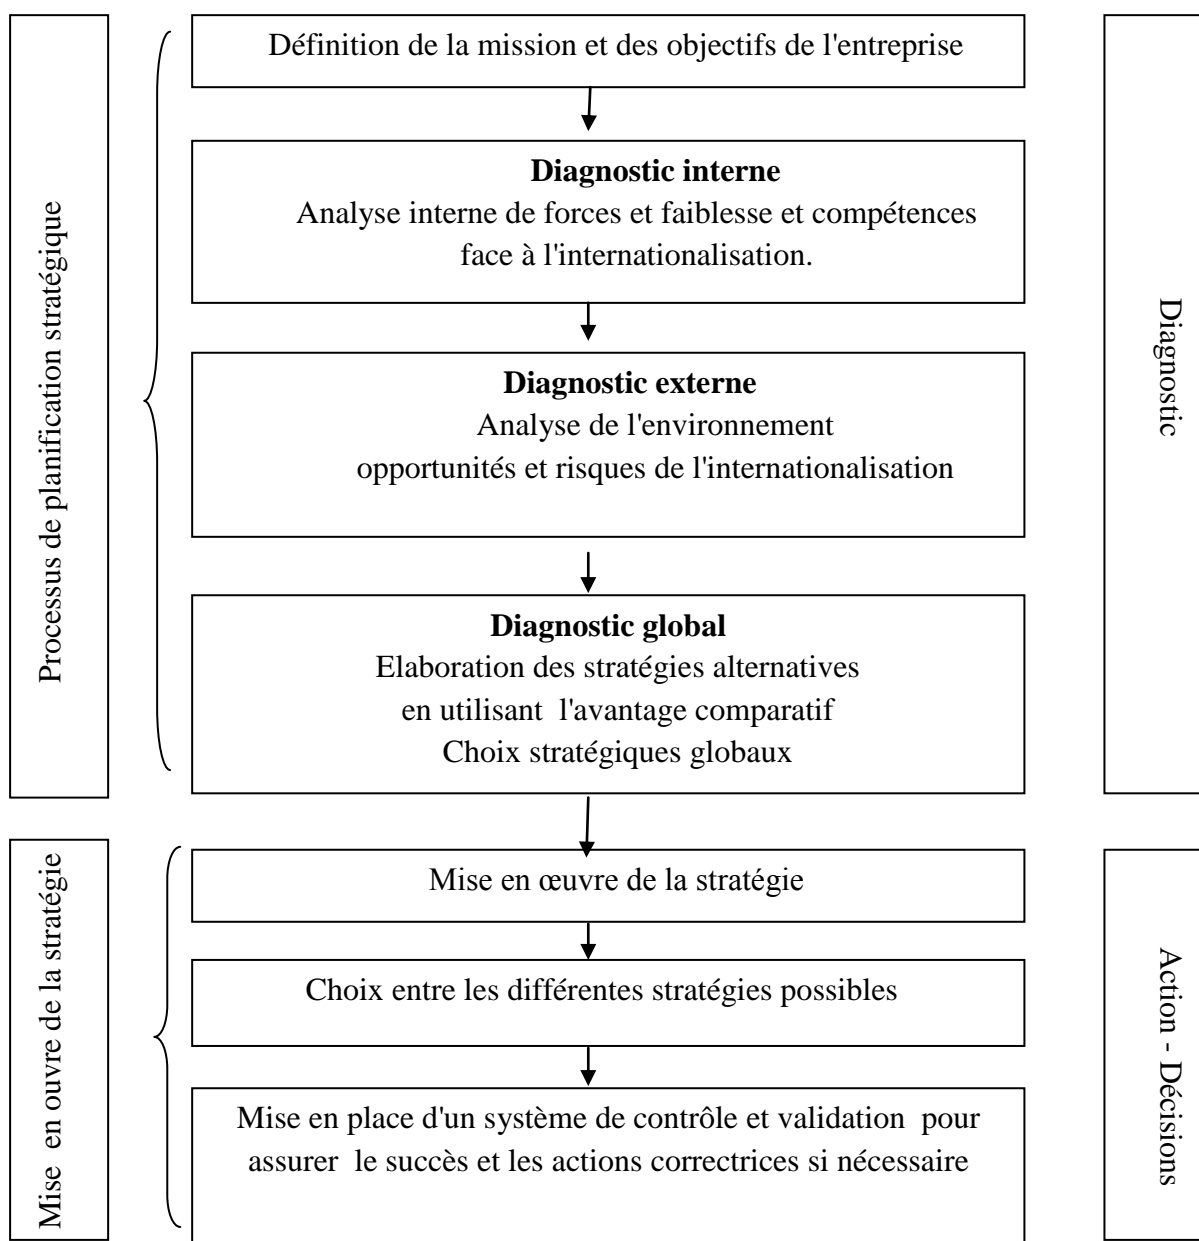 Processus de planification stratégique
Définition de la mission et des objectifs de l'entreprise
Diagnostic interne
Analyse interne de forces et faiblesse et compétences
face à l'internationalisation.
Diagnostic externe
Analyse de l'environnement
opportunités et risques de l'internationalisation
Diagnostic global
Elaboration des stratégies alternatives
en utilisant l'avantage comparatif
Choix stratégiques globaux
Diagnostic
Mise en ouvre de la stratégie
Mise en œuvre de la stratégie
Choix entre les différentes stratégies possibles
Mise en place d'un système de contrôle et validation pour
assurer le succès et les actions correctrices si nécessaire
Action - Décisions